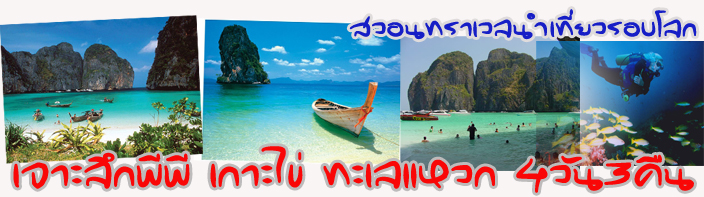 สวอนทราเวลนำเที่ยวรอบโลก
เจาะลึกพีพี เกาะไข่ ทะเลแหวก 4วัน3คืน